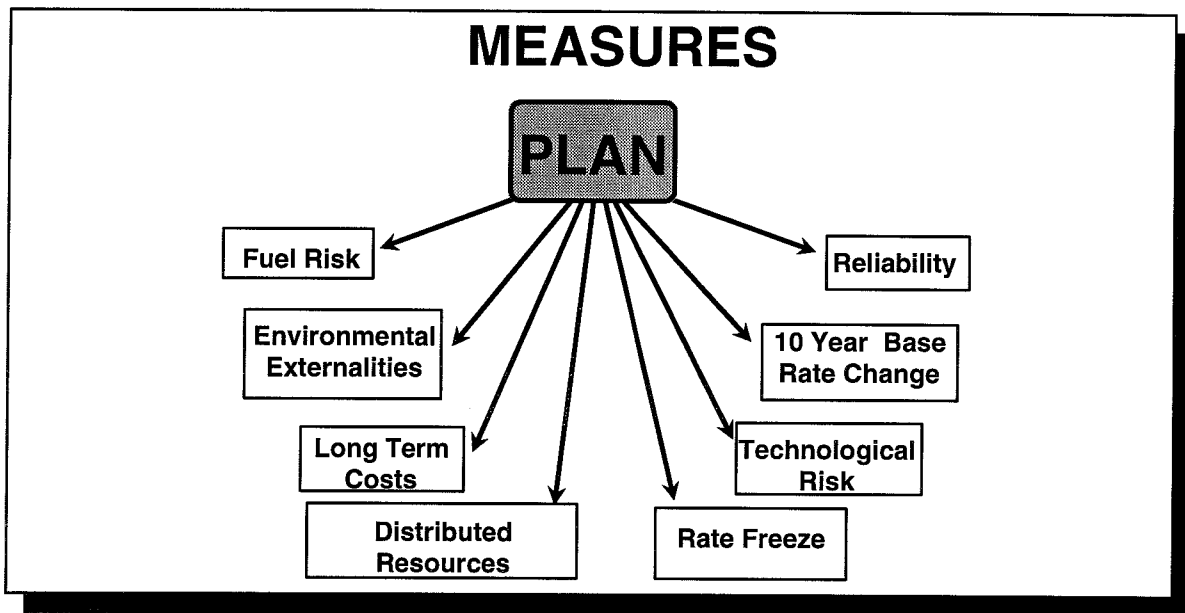 MEASURES
PLAN
Fuel Risk
Reliability
Environmental
Externalities
10 Year Base
Rate Change
Long Term
Costs
Technological
Risk
Distributed
Resources
Rate Freeze